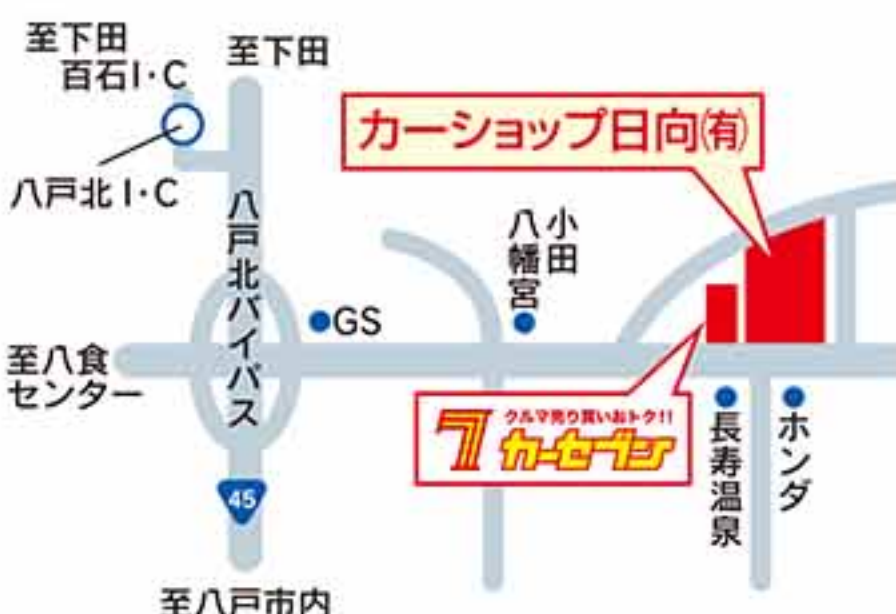 至下田
百石I・C
至下田
カーショップ日向㈲
八戸北I・C
八戸北バイパス
小田
八幡宮
GS
至八食
センター
7
クルマ売り買いおトク!!
カーセブン
長寿温泉
ホンダ
45
至八戸市内